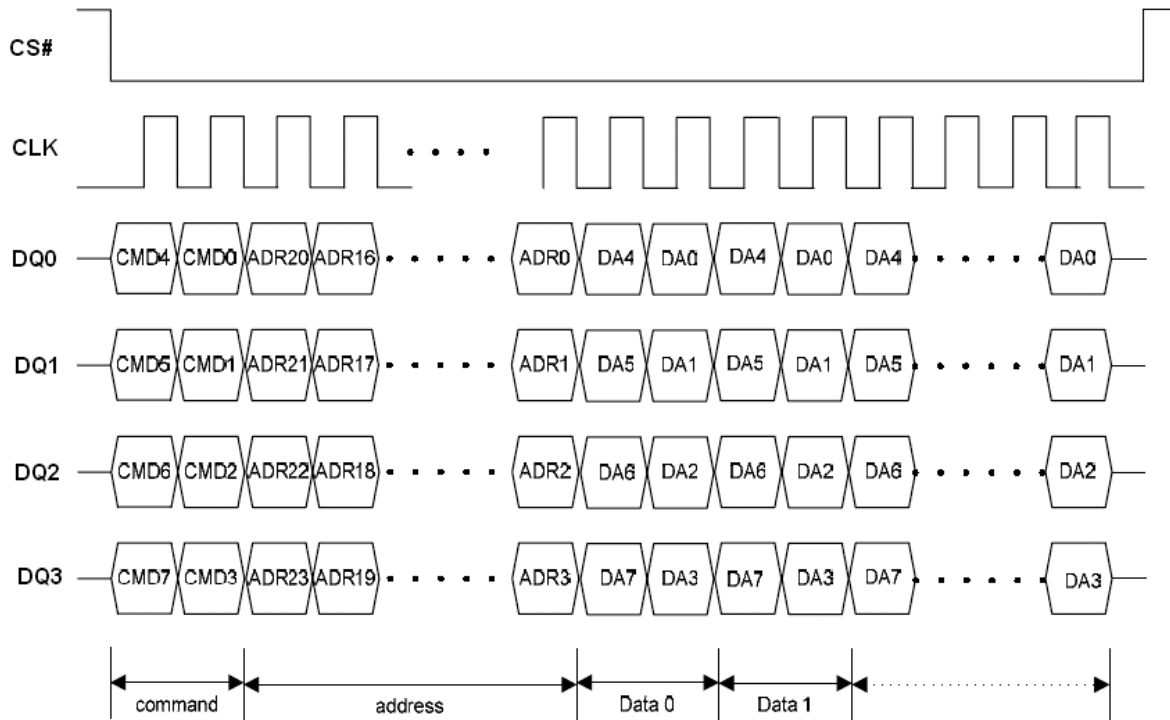 CS#
CLK
DQ0 CMD4 CMD0 ADR20 ADR16 ADR0 DA4 DA0 DA4 DA0 DA4 DA0
DQ1 CMD5 CMD1 ADR21 ADR17 ADR1 DA5 DA1 DA5 DA1 DA5 DA1
DQ2 CMD6 CMD2 ADR22 ADR18 ADR2 DA6 DA2 DA6 DA2 DA6 DA2
DQ3 CMD7 CMD3 ADR23 ADR19 ADR3 DA7 DA3 DA7 DA3 DA7 DA3
command address Data 0 Data 1